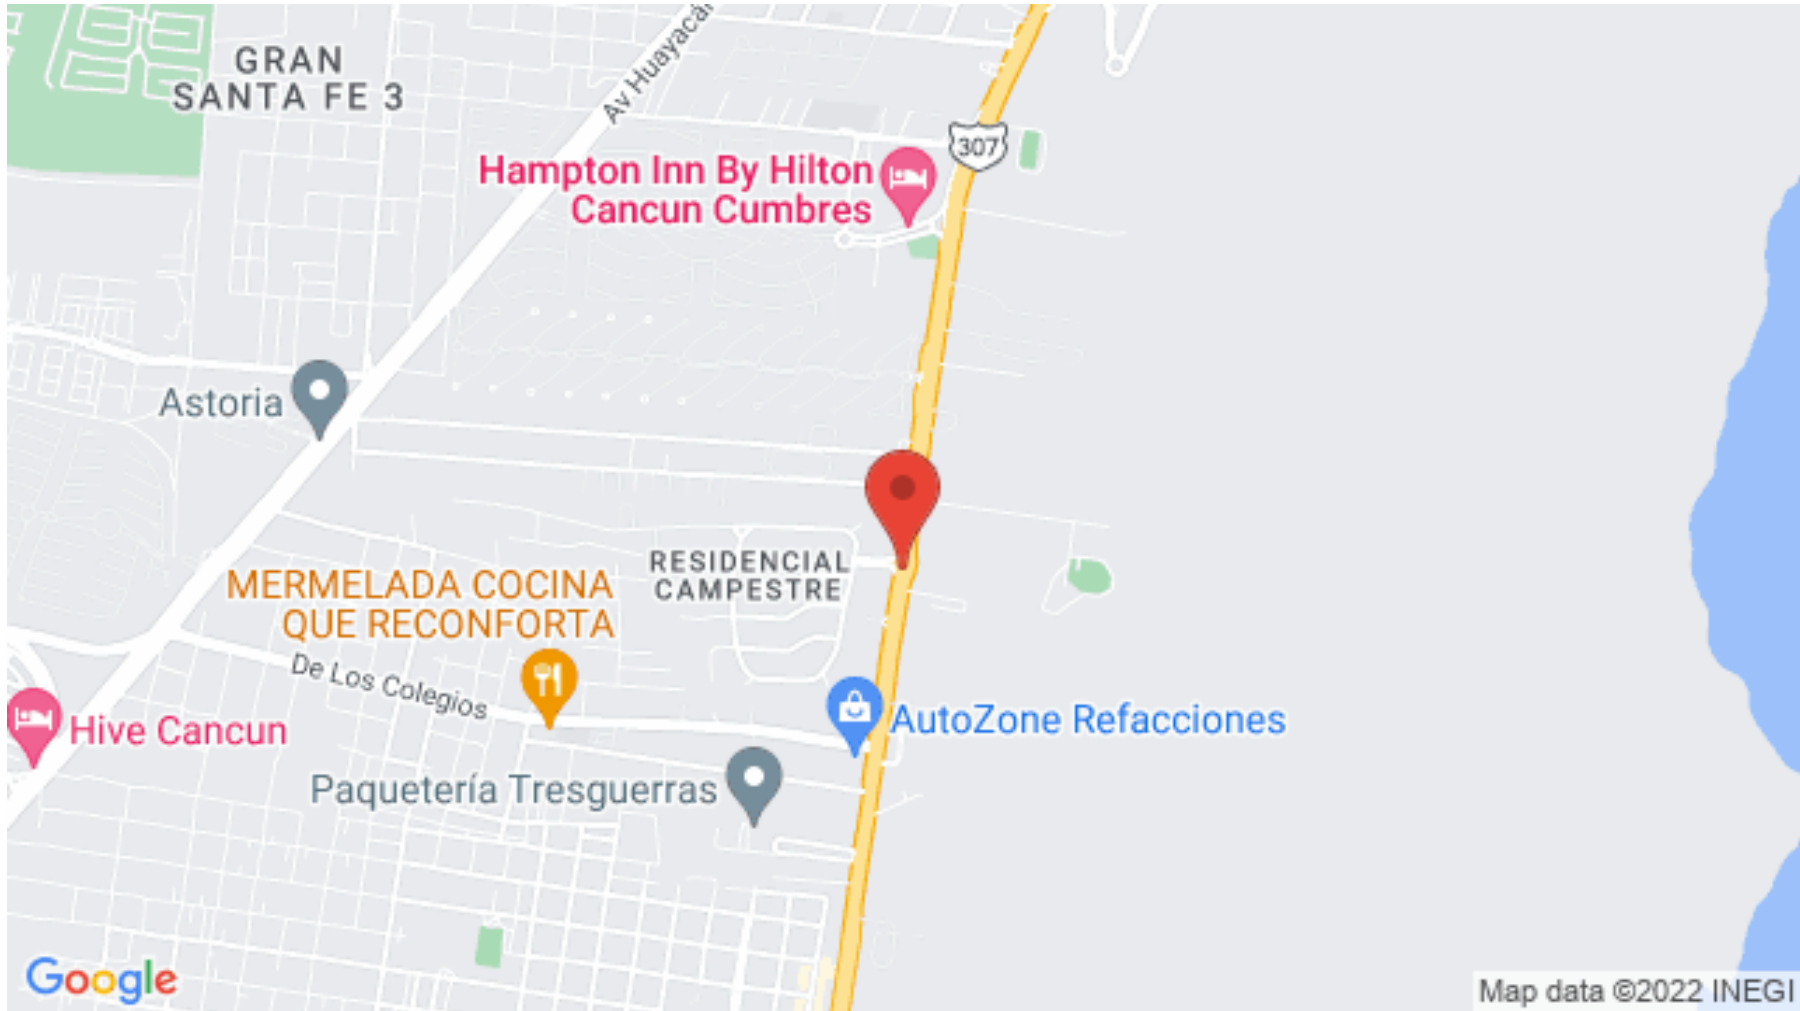 GRAN
SANTA FE 3
Av Huayacán
307
Hampton Inn By Hilton
Cancun Cumbres
Astoria
RESIDENCIAL
CAMPESTRE
MERMELADA COCINA
QUE RECONFORTA
De Los Colegios
Hive Cancun
AutoZone Refacciones
Paquetería Tresguerras
Google
Map data ©2022 INEGI